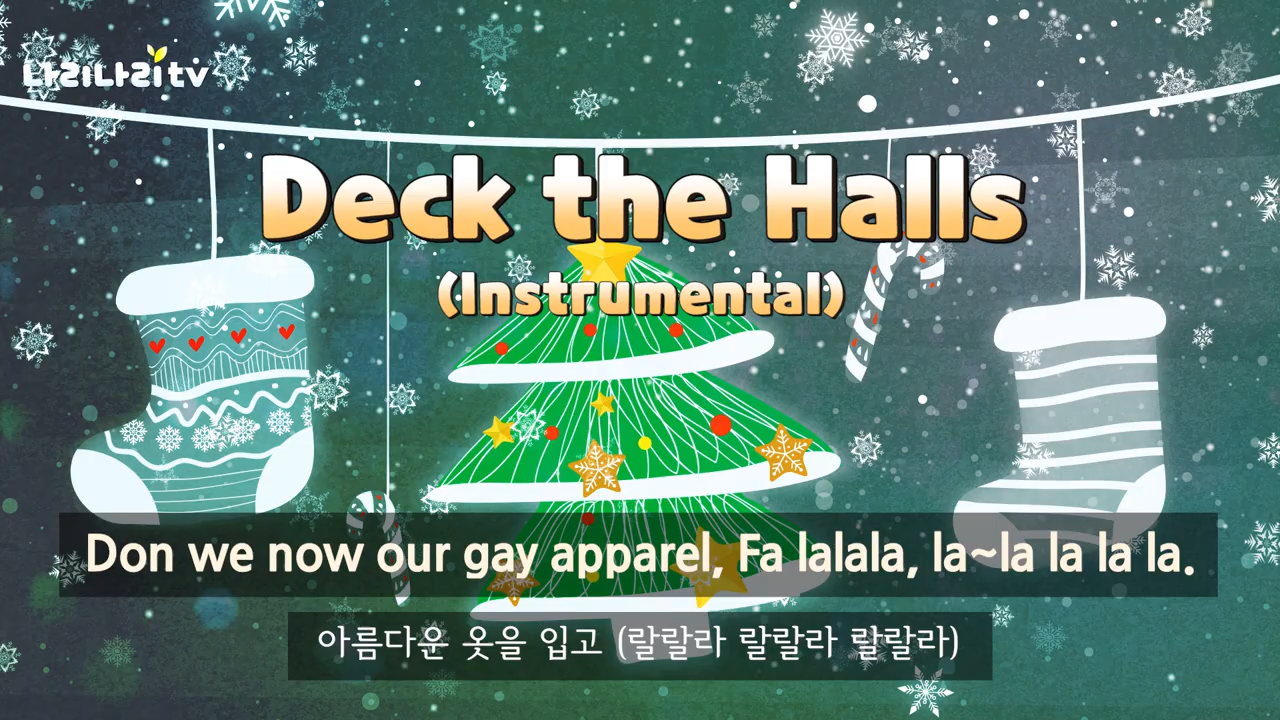 나리나리tv
Deck the Halls
(Instrumental)
Don we now our gay apparel, Fa lalala, la~la la la la.
아름다운 옷을 입고 (랄랄라 랄랄라 랄랄라)